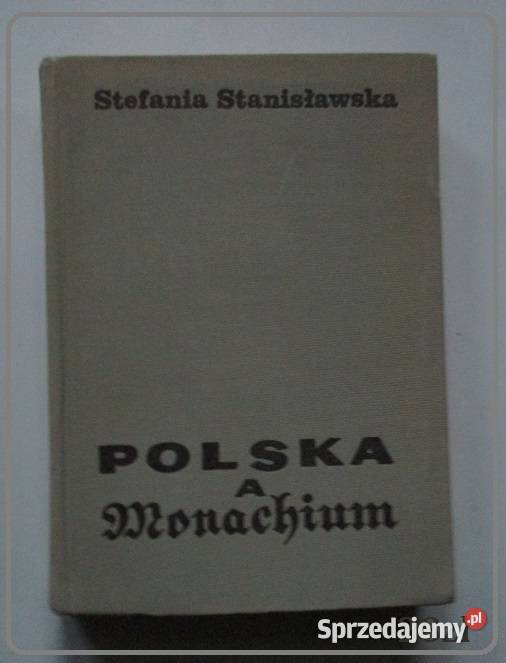 Stefania Stanisławska
POLSKA
A
Monachium
Sprzedajemy.pl